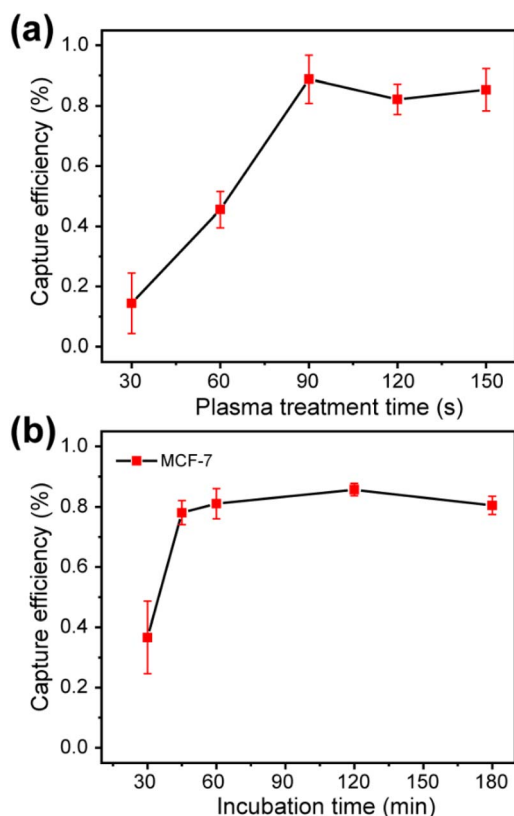 (a)
Capture efficiency (%)
1.0
0.8
0.6
0.4
0.2
0.0
30 60 90 120 150
Plasma treatment time (s)
(b)
MCF-7
Capture efficiency (%)
1.0
0.8
0.6
0.4
0.2
0.0
30 60 90 120 150 180
Incubation time (min)